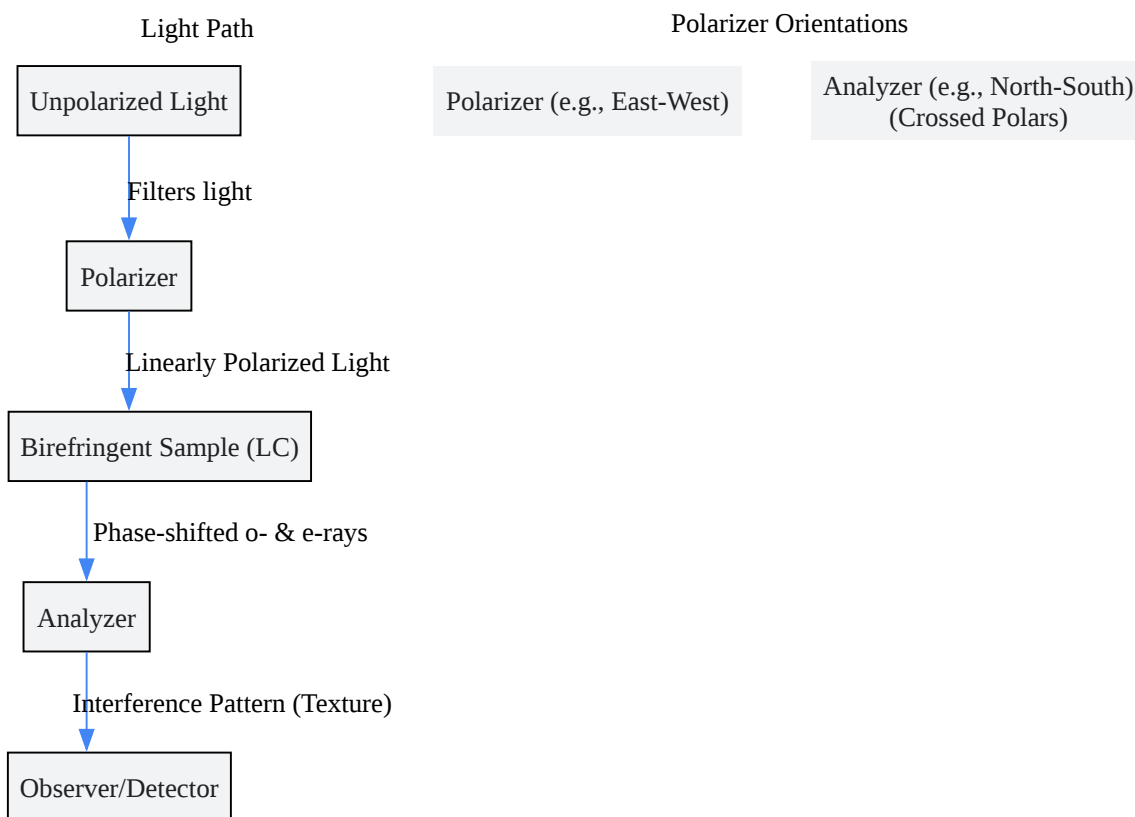 Light Path
Unpolarized Light
Filters light
Polarizer
Linearly Polarized Light
Birefringent Sample (LC)
Phase-shifted o- & e-rays
Analyzer
Interference Pattern (Texture)
Observer/Detector
Polarizer Orientations
Polarizer (e.g., East-West)
Analyzer (e.g., North-South)
(Crossed Polars)